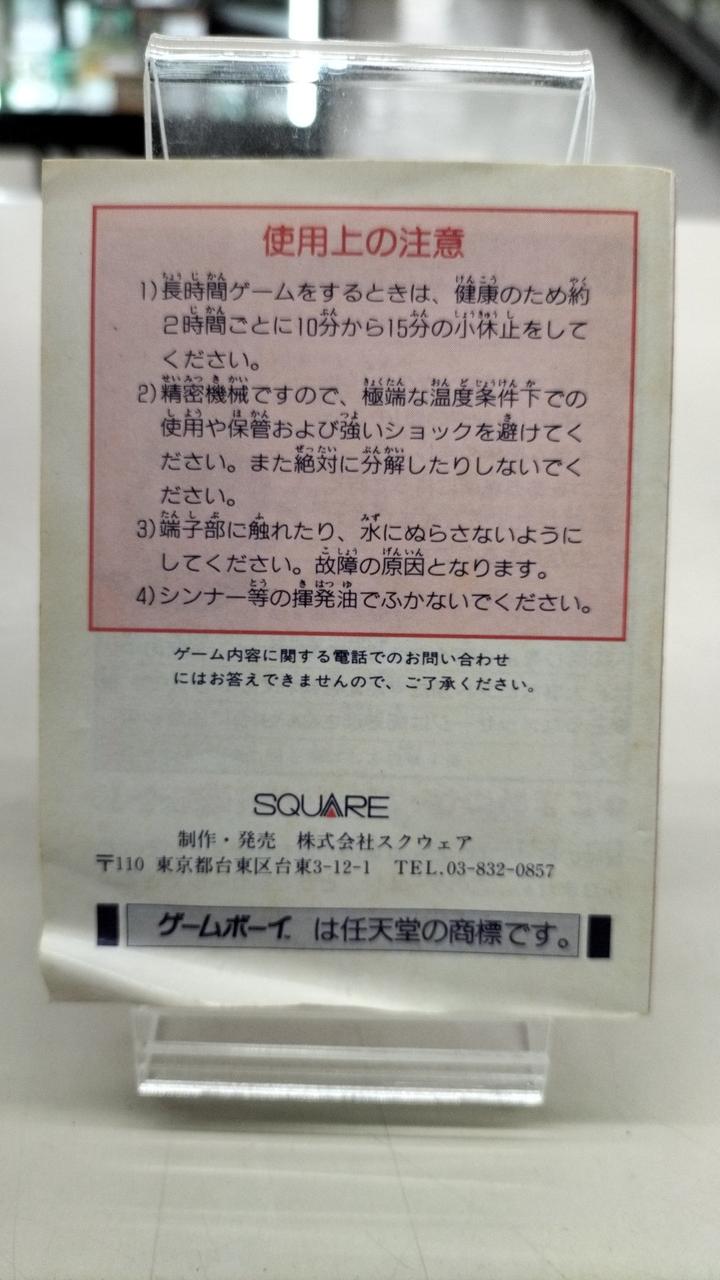 使用上の注意
1)長時間ゲームをするときは、健康のため約
2時間ごとに10分から15分の小休止をして
ください。
2)精密機械ですので、極端な温度条件下での
使用や保管および強いショックを避けてく
ださい。また絶対に分解したりしないでく
ださい。
3)端子部に触れたり、水にぬらさないように
してください。故障の原因となります。
4)シンナー等の揮発油でふかないでください。
ゲーム内容に関する電話でのお問い合わせ
にはお答えできませんので、ご了承ください。
SQUARE
制作・発売 株式会社スクウェア
〒110 東京都台東区台東3-12-1 TEL.03-832-0857
ゲームボーイ™ は任天堂の商標です。